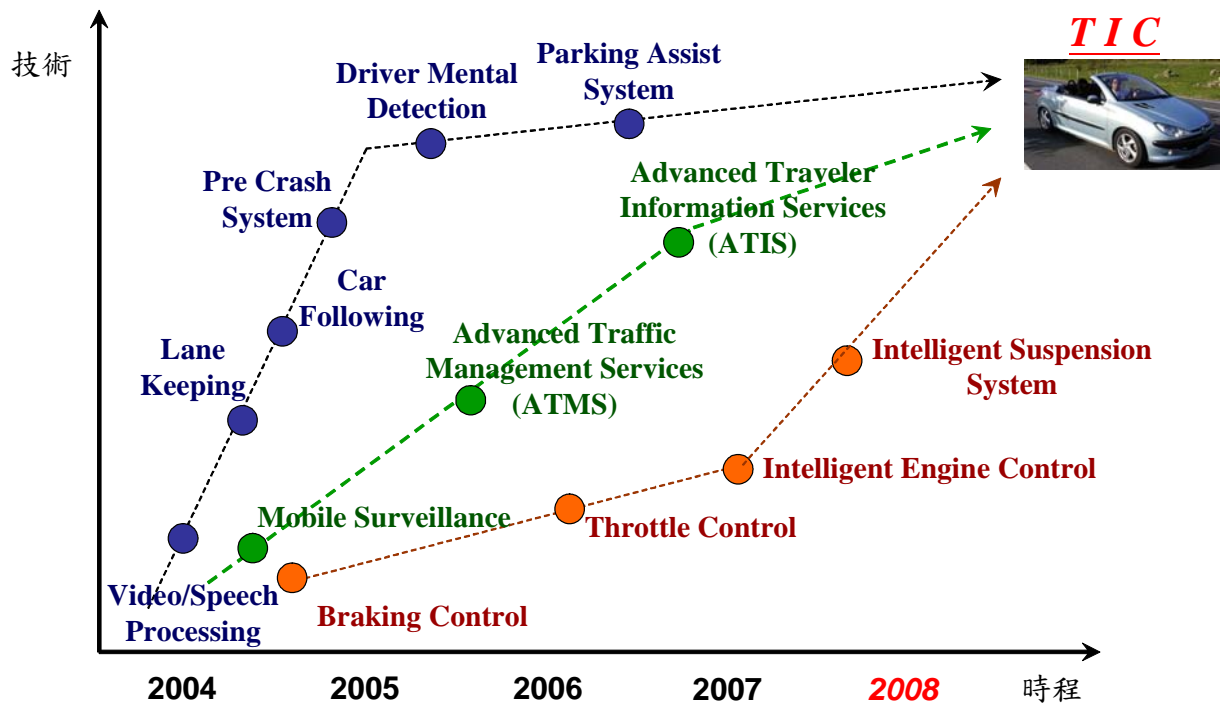 T I C
技術
Driver Mental
Detection
Parking Assist
System
Pre Crash
System
Advanced Traveler
Information Services
(ATIS)
Car
Following
Lane
Keeping
Advanced Traffic
Management Services
(ATMS)
Intelligent Suspension
System
Intelligent Engine Control
Mobile Surveillance
Throttle Control
Video/Speech
Processing
Braking Control
2004
2005
2006
2007
2008
時程